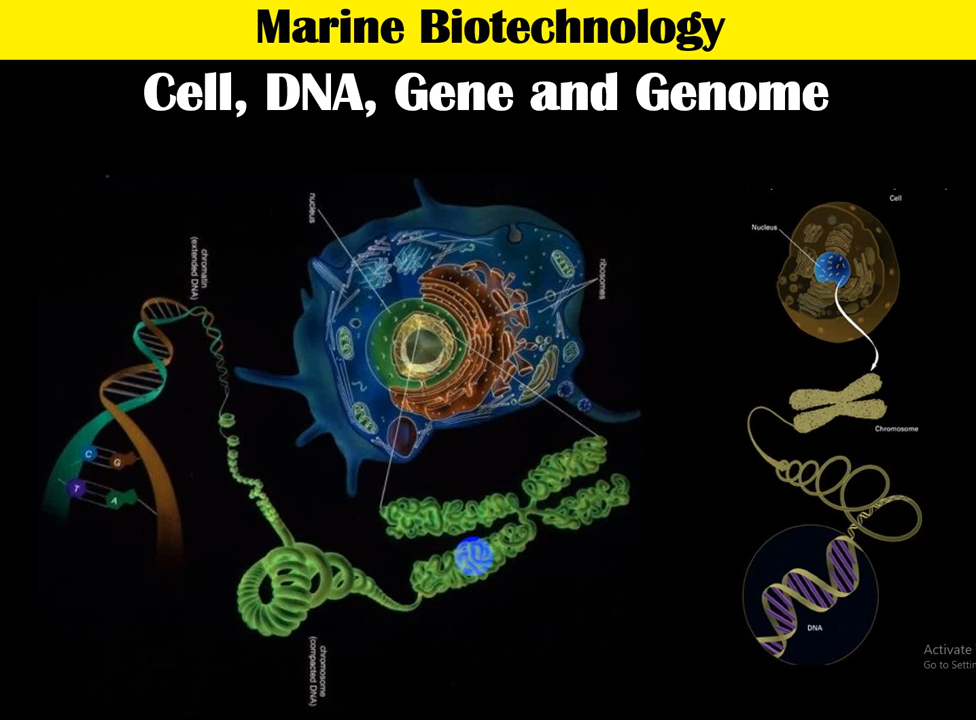 Marine Biotechnology
Cell, DNA, Gene and Genome
nucleus
ribosomes
chromatin
(extended DNA)
C
G
T
A
chromosome
(compacted DNA)
Cell
Nucleus
Chromosome
DNA
Activate
Go to Settin